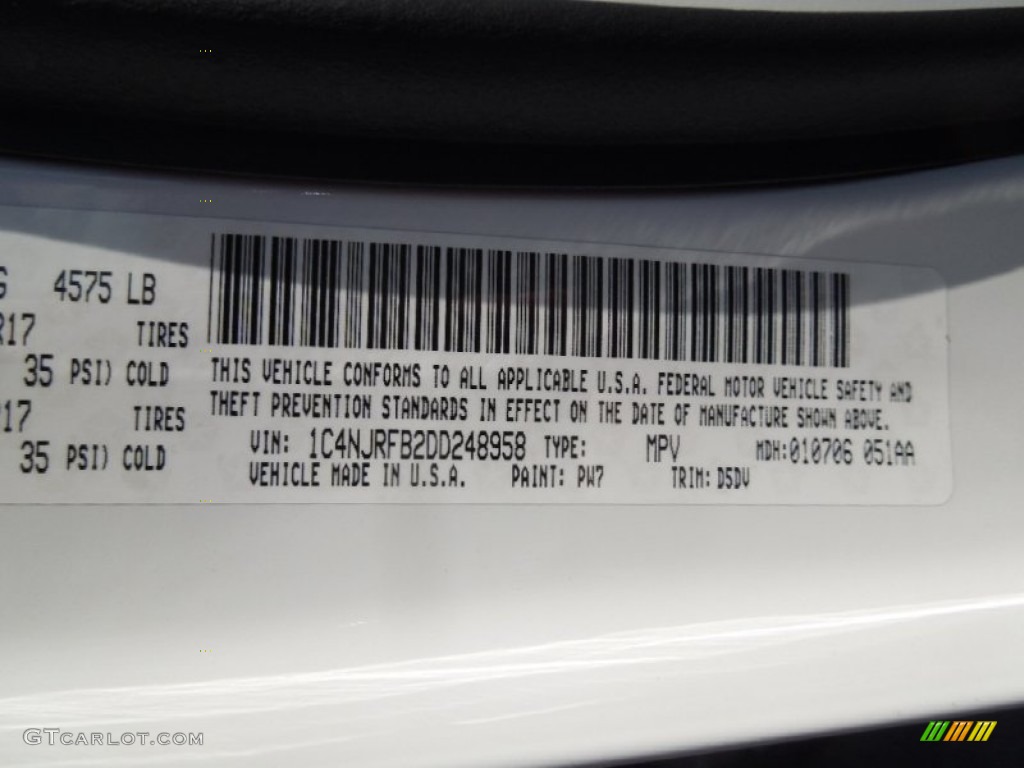 G 4575 LB
R17 TIRES
35 PSI) COLD
R17 TIRES
35 PSI) COLD
THIS VEHICLE CONFORMS TO ALL APPLICABLE U.S.A. FEDERAL MOTOR VEHICLE SAFETY AND
THEFT PREVENTION STANDARDS IN EFFECT ON THE DATE OF MANUFACTURE SHOWN ABOVE.
VIN: 1C4NJRFB2DD248958 TYPE: MPV MDH:010706 051AA
VEHICLE MADE IN U.S.A. PAINT: PW7 TRIM: D5DV
GTCARLOT.COM